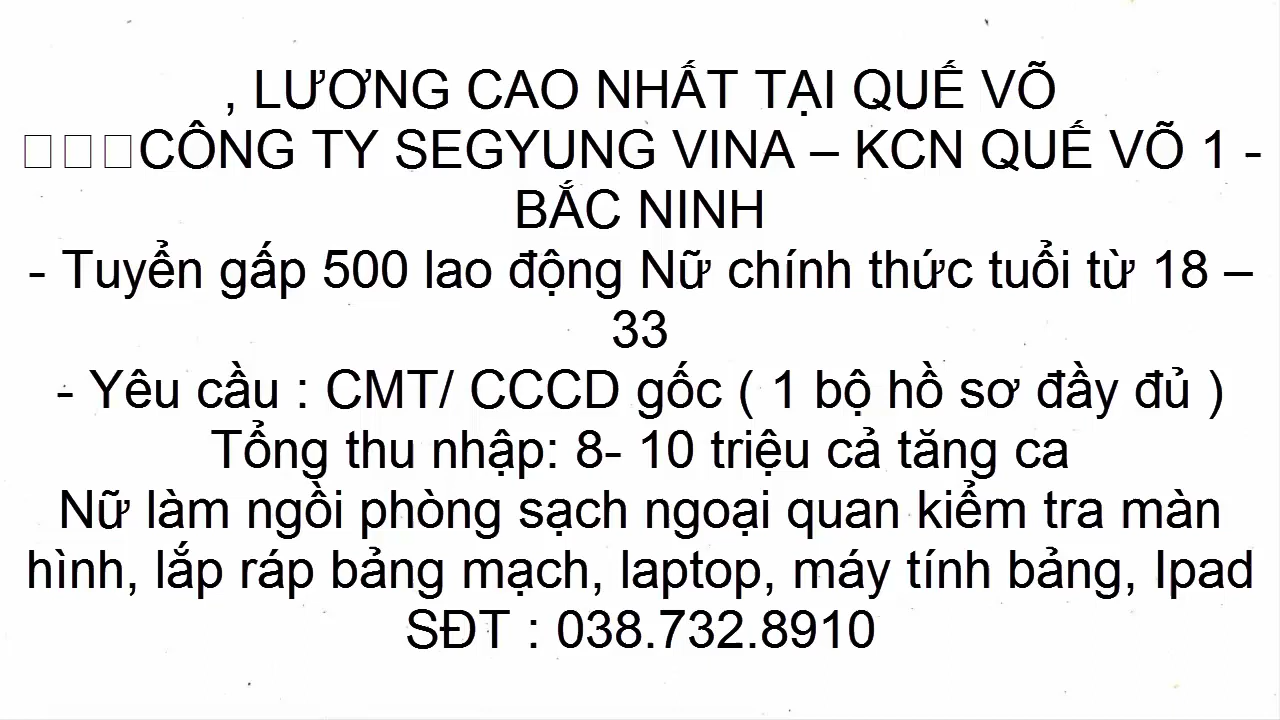 , LƯƠNG CAO NHẤT TẠI QUẾ VÕ
□□□CÔNG TY SEGYUNG VINA – KCN QUẾ VÕ 1 -
BẮC NINH
- Tuyển gấp 500 lao động Nữ chính thức tuổi từ 18 –
33
- Yêu cầu : CMT/ CCCD gốc ( 1 bộ hồ sơ đầy đủ )
Tổng thu nhập: 8- 10 triệu cả tăng ca
Nữ làm ngồi phòng sạch ngoại quan kiểm tra màn
hình, lắp ráp bảng mạch, laptop, máy tính bảng, Ipad
SĐT : 038.732.8910